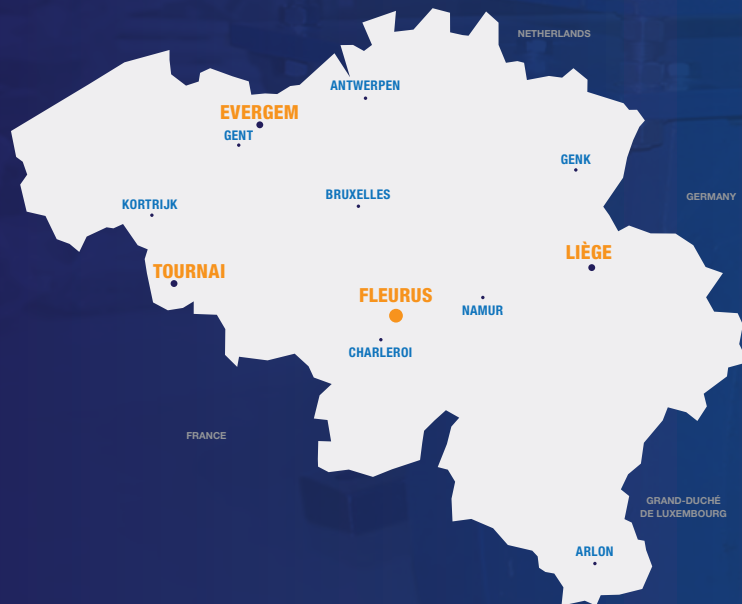 NETHERLANDS
ANTWERPEN
EVERGEM
GENT
GENK
BRUXELLES
KORTRIJK
GERMANY
LIÈGE
TOURNAI
FLEURUS
NAMUR
CHARLEROI
FRANCE
GRAND-DUCHÉ
DE LUXEMBOURG
ARLON